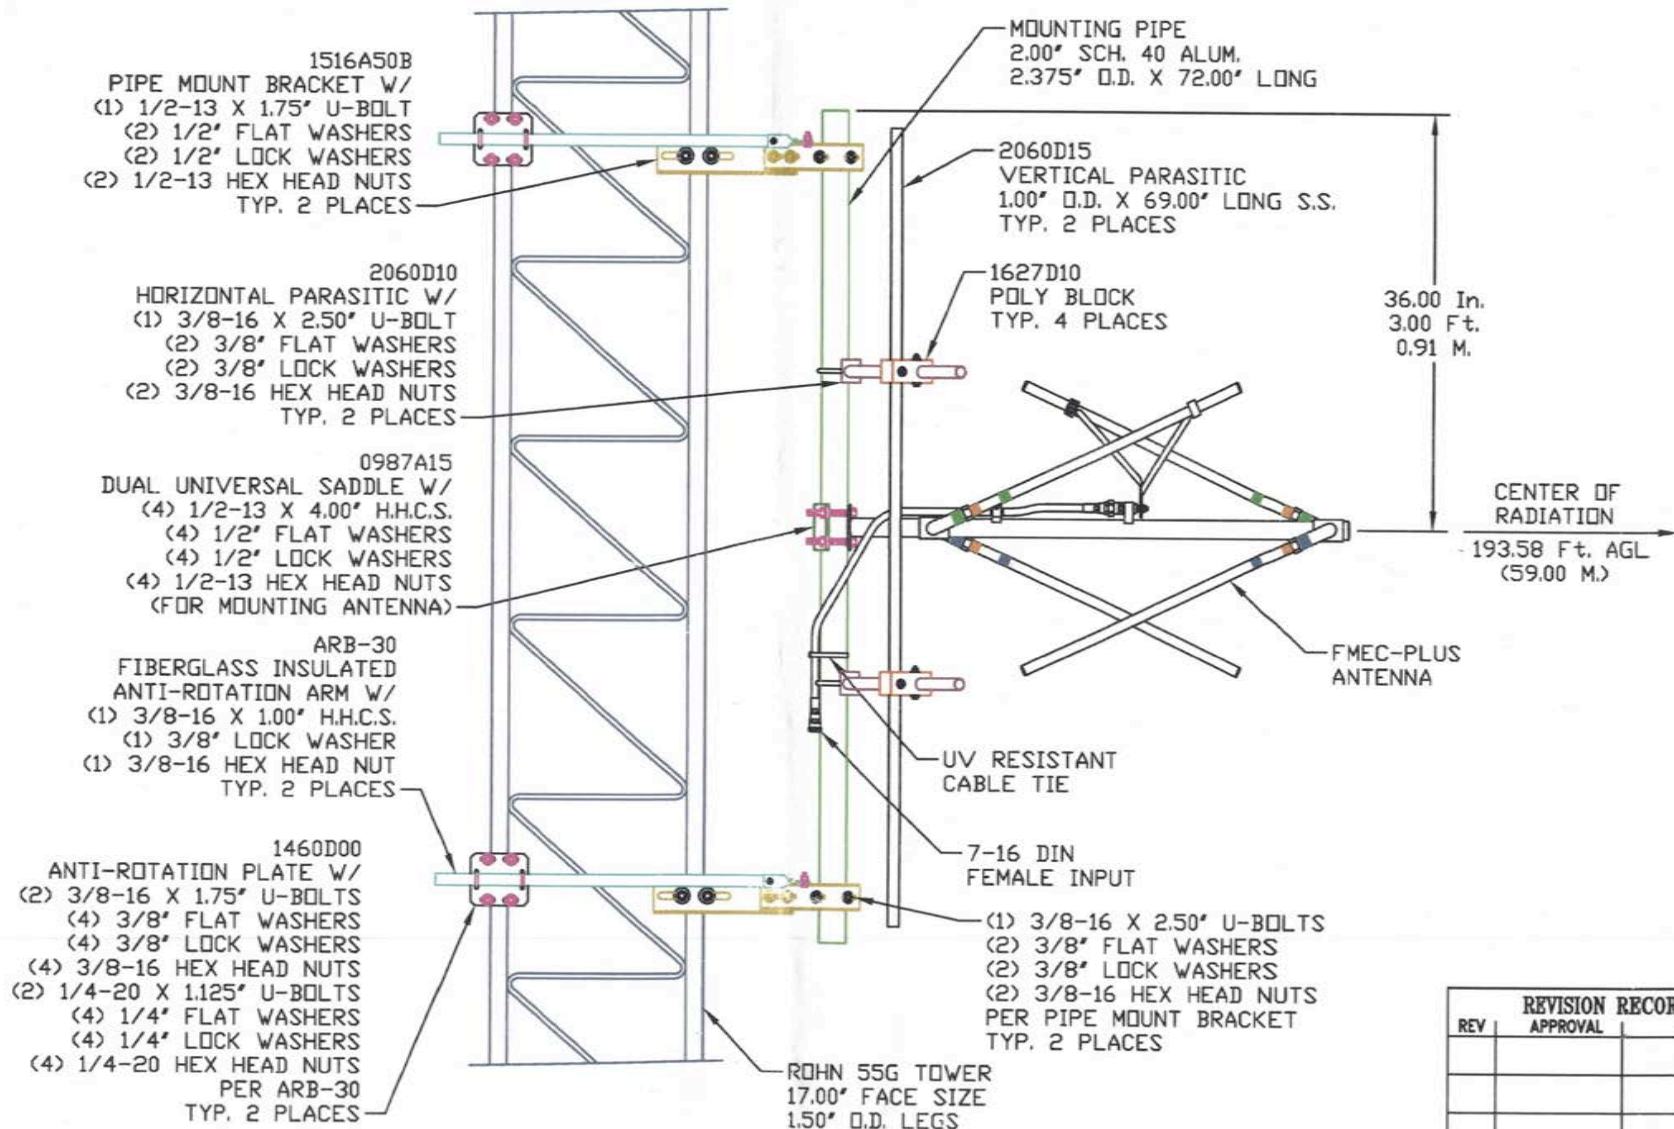 1516A50B
PIPE MOUNT BRACKET W/
(1) 1/2-13 X 1.75" U-BOLT
(2) 1/2" FLAT WASHERS
(2) 1/2" LOCK WASHERS
(2) 1/2-13 HEX HEAD NUTS
TYP. 2 PLACES
2060D10
HORIZONTAL PARASITIC W/
(1) 3/8-16 X 2.50" U-BOLT
(2) 3/8" FLAT WASHERS
(2) 3/8" LOCK WASHERS
(2) 3/8-16 HEX HEAD NUTS
TYP. 2 PLACES
0987A15
DUAL UNIVERSAL SADDLE W/
(4) 1/2-13 X 4.00" H.H.C.S.
(4) 1/2" FLAT WASHERS
(4) 1/2" LOCK WASHERS
(4) 1/2-13 HEX HEAD NUTS
(FOR MOUNTING ANTENNA)
ARB-30
FIBERGLASS INSULATED
ANTI-ROTATION ARM W/
(1) 3/8-16 X 1.00" H.H.C.S.
(1) 3/8" LOCK WASHER
(1) 3/8-16 HEX HEAD NUT
TYP. 2 PLACES
1460D00
ANTI-ROTATION PLATE W/
(2) 3/8-16 X 1.75" U-BOLTS
(4) 3/8" FLAT WASHERS
(4) 3/8" LOCK WASHERS
(4) 3/8-16 HEX HEAD NUTS
(2) 1/4-20 X 1.125" U-BOLTS
(4) 1/4" FLAT WASHERS
(4) 1/4" LOCK WASHERS
(4) 1/4-20 HEX HEAD NUTS
PER ARB-30
TYP. 2 PLACES
MOUNTING PIPE
2.00" SCH. 40 ALUM.
2.375" O.D. X 72.00" LONG
2060D15
VERTICAL PARASITIC
1.00" O.D. X 69.00" LONG S.S.
TYP. 2 PLACES
1627D10
POLY BLOCK
TYP. 4 PLACES
36.00 In.
3.00 Ft.
0.91 M.
CENTER OF
RADIATION
193.58 Ft. AGL
(59.00 M.)
FMEC-PLUS
ANTENNA
UV RESISTANT
CABLE TIE
7-16 DIN
FEMALE INPUT
(1) 3/8-16 X 2.50" U-BOLTS
(2) 3/8" FLAT WASHERS
(2) 3/8" LOCK WASHERS
(2) 3/8-16 HEX HEAD NUTS
PER PIPE MOUNT BRACKET
TYP. 2 PLACES
ROHN 55G TOWER
17.00" FACE SIZE
1.50" O.D. LEGS
REVISION RECOR
REV APPROVAL